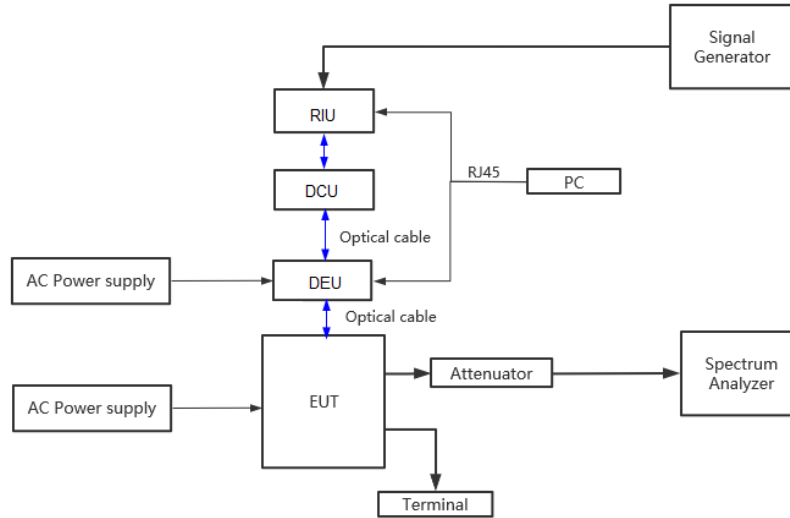 Signal
Generator
RIU
RJ45
PC
DCU
Optical cable
AC Power supply
DEU
Optical cable
Spectrum
Analyzer
Attenuator
AC Power supply
EUT
Terminal